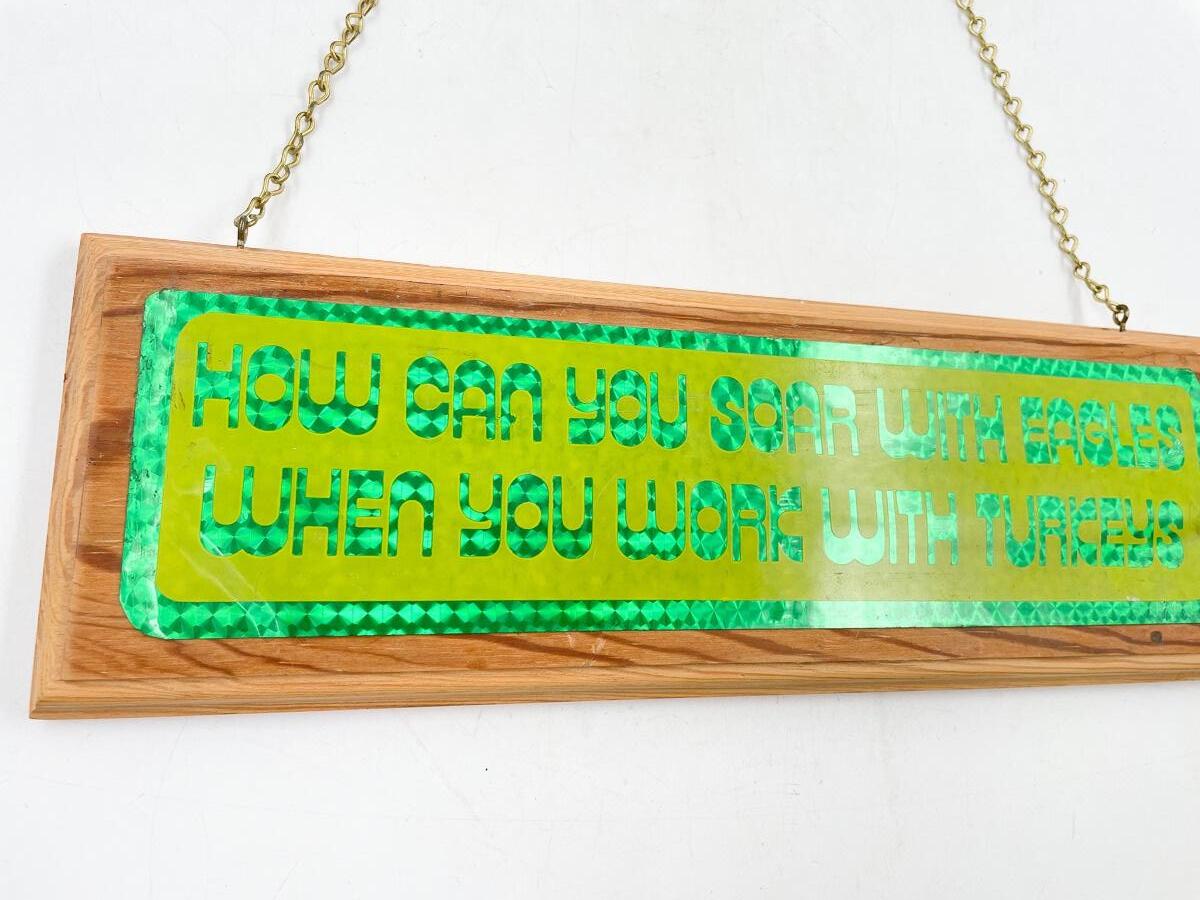 HOW CAN YOU SOAR WITH EAGLES
WHEN YOU WORK WITH TURKEYS